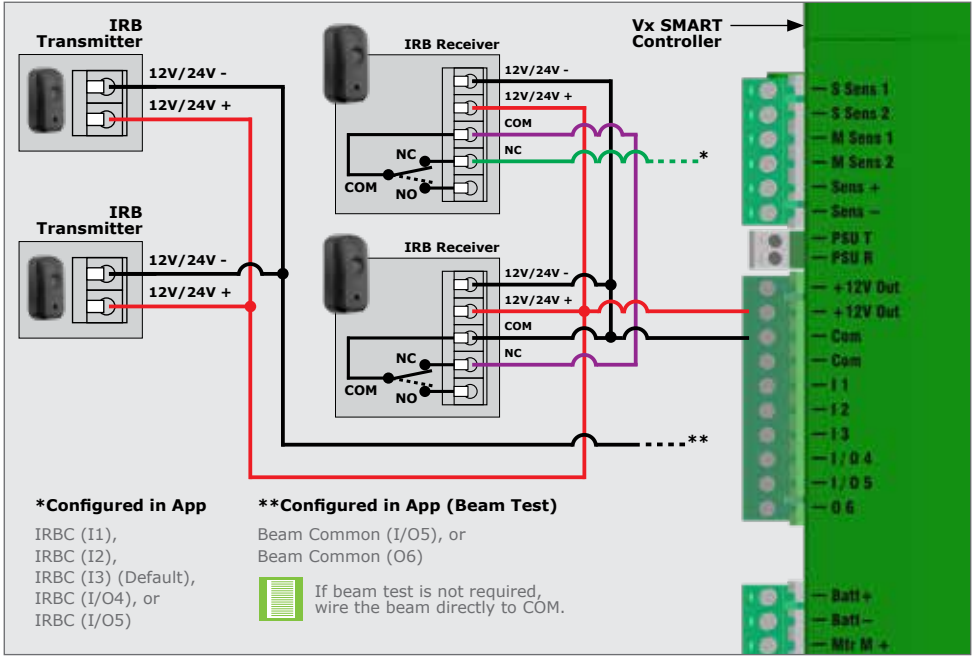 IRB
Transmitter
12V/24V -
12V/24V +
IRB
Transmitter
12V/24V -
12V/24V +
IRB Receiver
12V/24V -
12V/24V +
COM
NC
NC
COM
NO
*
IRB Receiver
12V/24V -
12V/24V +
COM
NC
NC
COM
NO
**
Vx SMART
Controller
S Sens 1
S Sens 2
M Sens 1
M Sens 2
Sens +
Sens -
PSU T
PSU R
+12V Out
+12V Out
Com
Com
I 1
I 2
I 3
I/O 4
I/O 5
O 6
Batt+
Batt-
Mtr M +
*Configured in App
IRBC (I1),
IRBC (I2),
IRBC (I3) (Default),
IRBC (I/O4), or
IRBC (I/O5)
**Configured in App (Beam Test)
Beam Common (I/O5), or
Beam Common (O6)
If beam test is not required,
wire the beam directly to COM.